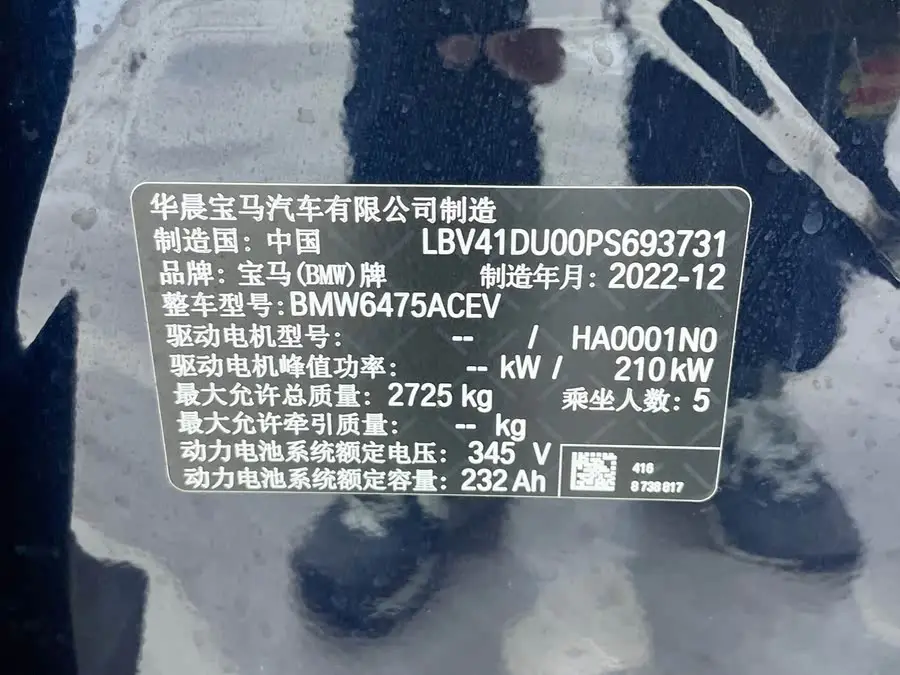 华晨宝马汽车有限公司制造
制造国：中国 LBV41DU00PS693731
品牌：宝马(BMW)牌 制造年月：2022-12
整车型号：BMW6475ACEV
驱动电机型号： -- / HA0001N0
驱动电机峰值功率： -- kW / 210 kW
最大允许总质量：2725 kg 乘坐人数：5
最大允许牵引质量： -- kg
动力电池系统额定电压：345 V
动力电池系统额定容量：232 Ah
416
8 738 817